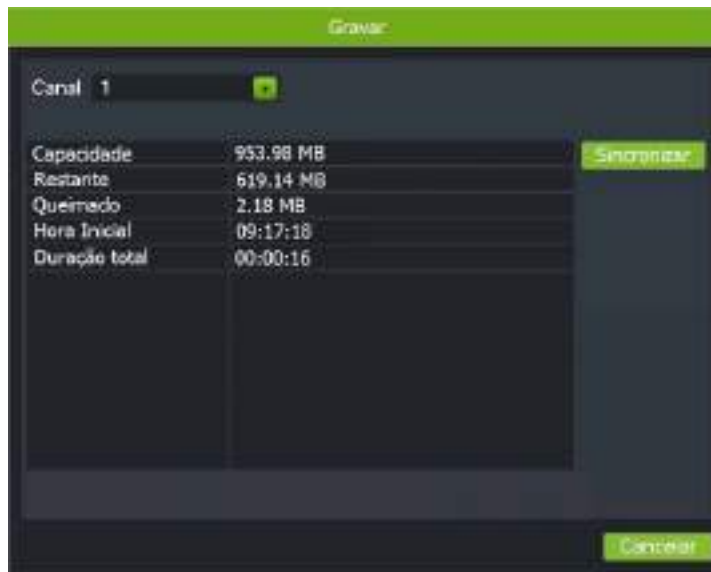 Gravar
Canal 1
Capacidade 953.98 MB
Sincronizar
Restante 619.14 MB
Queimado 2.18 MB
Hora Inicial 09:17:18
Duração total 00:00:16
Cancelar